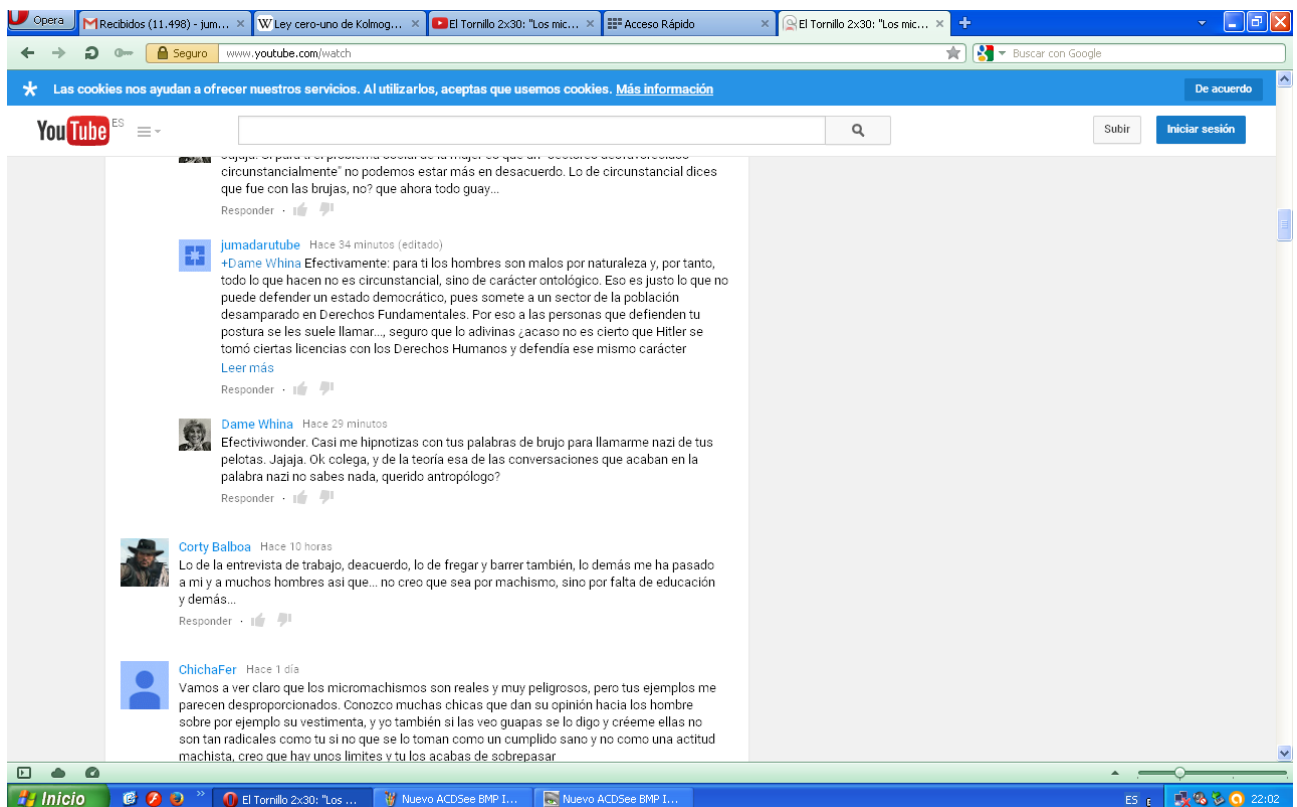 Opera
Recibidos (11.498) - jum...
Ley cero-uno de Kolmog...
El Tornillo 2x30: "Los mic...
Acceso Rápido
El Tornillo 2x30: "Los mic...
Seguro
www.youtube.com/watch
Buscar con Google
Las cookies nos ayudan a ofrecer nuestros servicios. Al utilizarlos, aceptas que usemos cookies. Más información
De acuerdo
YouTube ES
Subir
Iniciar sesión
circunstancialmente" no podemos estar más en desacuerdo. Lo de circunstancial dices
que fue con las brujas, no? que ahora todo guay...
Responder ·
jumadarutube Hace 34 minutos (editado)
+Dame Whina Efectivamente: para ti los hombres son malos por naturaleza y, por tanto,
todo lo que hacen no es circunstancial, sino de carácter ontológico. Eso es justo lo que no
puede defender un estado democrático, pues somete a un sector de la población
desamparado en Derechos Fundamentales. Por eso a las personas que defienden tu
postura se les suele llamar..., seguro que lo adivinas ¿acaso no es cierto que Hitler se
tomó ciertas licencias con los Derechos Humanos y defendía ese mismo carácter
Leer más
Responder ·
Dame Whina Hace 29 minutos
Efectiviwonder. Casi me hipnotizas con tus palabras de brujo para llamarme nazi de tus
pelotas. Jajaja. Ok colega, y de la teoría esa de las conversaciones que acaban en la
palabra nazi no sabes nada, querido antropólogo?
Responder ·
Corty Balboa Hace 10 horas
Lo de la entrevista de trabajo, deacuerdo, lo de fregar y barrer también, lo demás me ha pasado
a mi y a muchos hombres asi que... no creo que sea por machismo, sino por falta de educación
y demás...
Responder ·
ChichaFer Hace 1 día
Vamos a ver claro que los micromachismos son reales y muy peligrosos, pero tus ejemplos me
parecen desproporcionados. Conozco muchas chicas que dan su opinión hacia los hombre
sobre por ejemplo su vestimenta, y yo también si las veo guapas se lo digo y créeme ellas no
son tan radicales como tu si no que se lo toman como un cumplido sano y no como una actitud
machista, creo que hay unos limites y tu los acabas de sobrepasar
Inicio
El Tornillo 2x30: "Los ...
Nuevo ACDSee BMP I...
Nuevo ACDSee BMP I...
ES
22:02